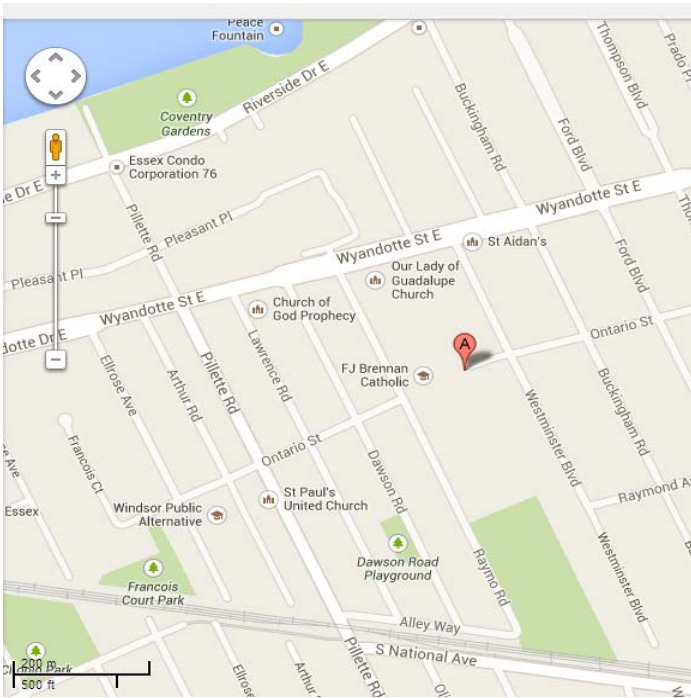 Peace
Fountain
Riverside Dr E
Coventry
Gardens
Essex Condo
Corporation 76
Dr E
Pillette Rd
Pleasant Pl
Pleasant Pl
Buckingham Rd
Ford Blvd
Thompson Blvd
Wyandotte St E
Wyandotte St E
St Aidan's
Our Lady of
Guadalupe
Church
Ford Blvd
Wyandotte St E
Church of
God Prophecy
Ontario St
A
FJ Brennan
Catholic
Ellrose Ave
Arthur Rd
Pillette Rd
Lawrence Rd
Westminster Blvd
Buckingham Rd
Francois Ct
Ontario St
Dawson Rd
Essex
Windsor Public
Alternative
St Paul's
United Church
Raymond
Dawson Road
Playground
Raymo Rd
Westminster Blvd
Francois
Court Park
Alley Way
Pillette Rd
S National Ave
Park
200 m
500 ft
Arthur Rd